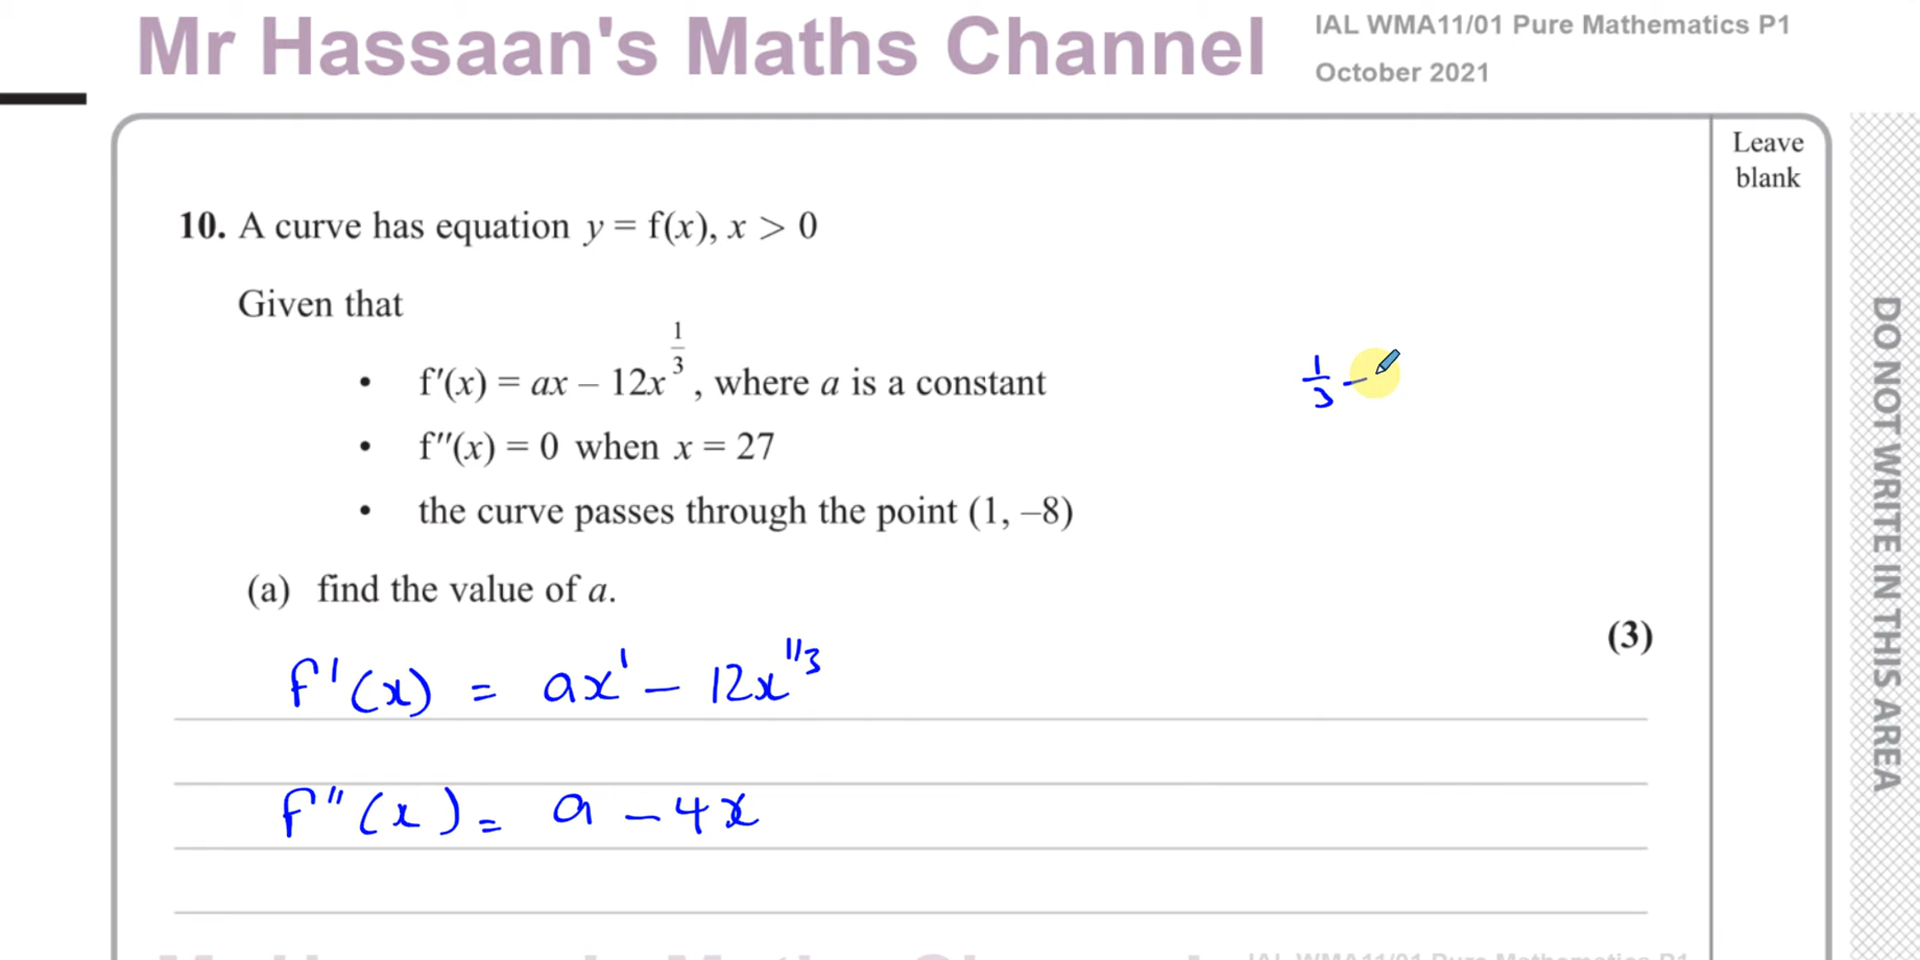 Mr Hassaan's Maths Channel
IAL WMA11/01 Pure Mathematics P1
October 2021
Leave
blank
10. A curve has equation y = f(x), x > 0
Given that
• f′(x) = ax – 12x^(1/3), where a is a constant
• f″(x) = 0 when x = 27
• the curve passes through the point (1, –8)
1/3 –
(a) find the value of a.
(3)
f'(x) = ax^1 – 12x^(1/3)
f"(x) = a – 4x
DO NOT WRITE IN THIS AREA